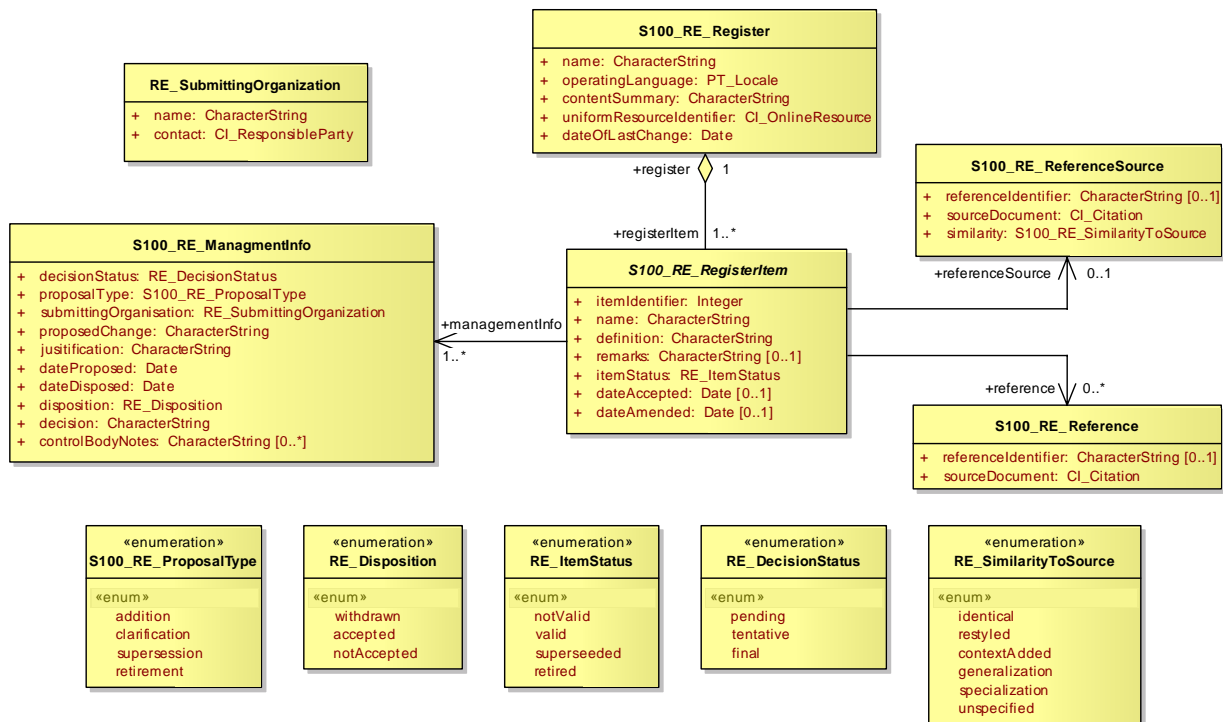 S100_RE_Register
+ name: CharacterString
+ operatingLanguage: PT_Locale
+ contentSummary: CharacterString
+ uniformResourceIdentifier: CI_OnlineResource
+ dateOfLastChange: Date
RE_SubmittingOrganization
+ name: CharacterString
+ contact: CI_ResponsibleParty
+register 1
+registerItem 1..*
S100_RE_ReferenceSource
+ referenceIdentifier: CharacterString [0..1]
+ sourceDocument: CI_Citation
+ similarity: S100_RE_SimilarityToSource
+referenceSource 0..1
S100_RE_ManagmentInfo
+ decisionStatus: RE_DecisionStatus
+ proposalType: S100_RE_ProposalType
+ submittingOrganisation: RE_SubmittingOrganization
+ proposedChange: CharacterString
+ jusitification: CharacterString
+ dateProposed: Date
+ dateDisposed: Date
+ disposition: RE_Disposition
+ decision: CharacterString
+ controlBodyNotes: CharacterString [0..*]
+managementInfo
1..*
S100_RE_RegisterItem
+ itemIdentifier: Integer
+ name: CharacterString
+ definition: CharacterString
+ remarks: CharacterString [0..1]
+ itemStatus: RE_ItemStatus
+ dateAccepted: Date [0..1]
+ dateAmended: Date [0..1]
+reference 0..*
S100_RE_Reference
+ referenceIdentifier: CharacterString [0..1]
+ sourceDocument: CI_Citation
«enumeration»
S100_RE_ProposalType
«enum»
addition
clarification
supersession
retirement
«enumeration»
RE_Disposition
«enum»
withdrawn
accepted
notAccepted
«enumeration»
RE_ItemStatus
«enum»
notValid
valid
superseeded
retired
«enumeration»
RE_DecisionStatus
«enum»
pending
tentative
final
«enumeration»
RE_SimilarityToSource
«enum»
identical
restyled
contextAdded
generalization
specialization
unspecified